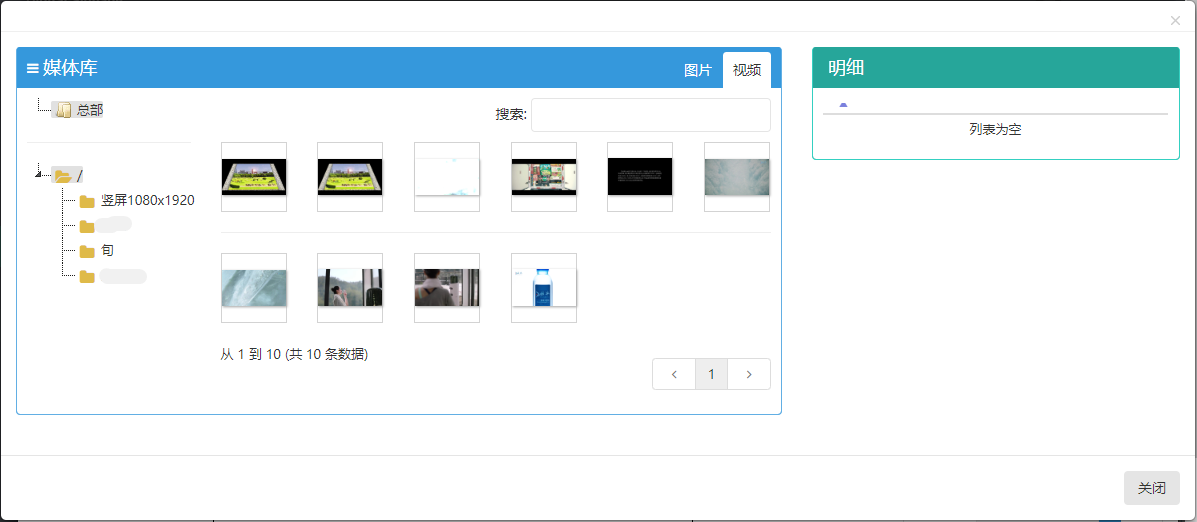 ×
媒体库
图片
视频
明细
总部
搜索:
列表为空
/
竖屏1080x1920
旬
从 1 到 10 (共 10 条数据)
1
关闭